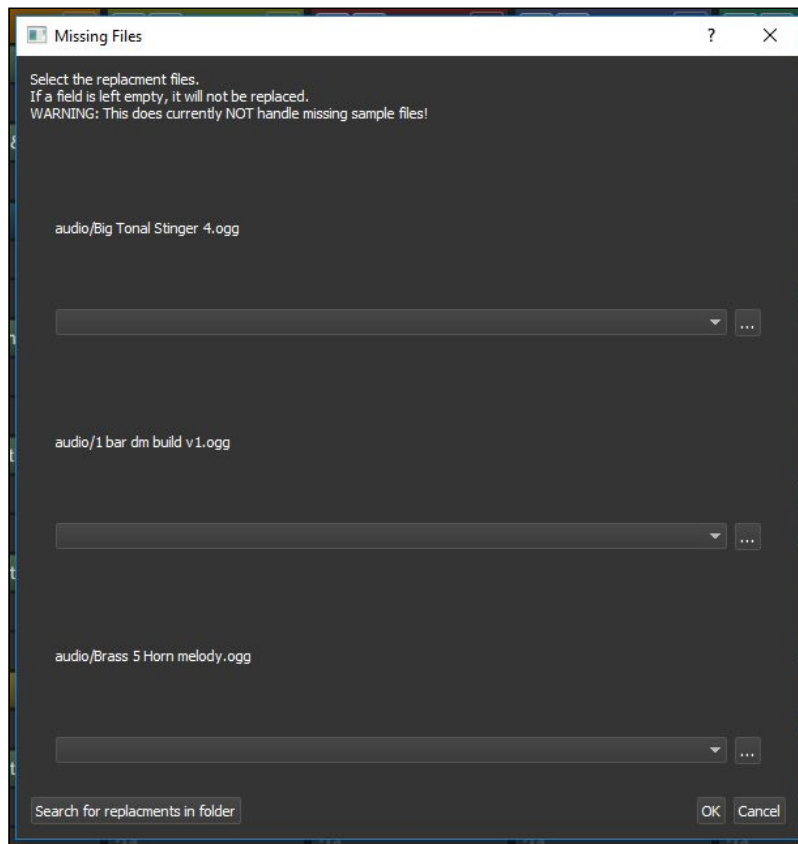 Missing Files
?
Select the replacment files.
If a field is left empty, it will not be replaced.
WARNING: This does currently NOT handle missing sample files!
audio/Big Tonal Stinger 4.ogg
...
audio/1 bar dm build v1.ogg
...
audio/Brass 5 Horn melody.ogg
...
Search for replacments in folder
OK
Cancel